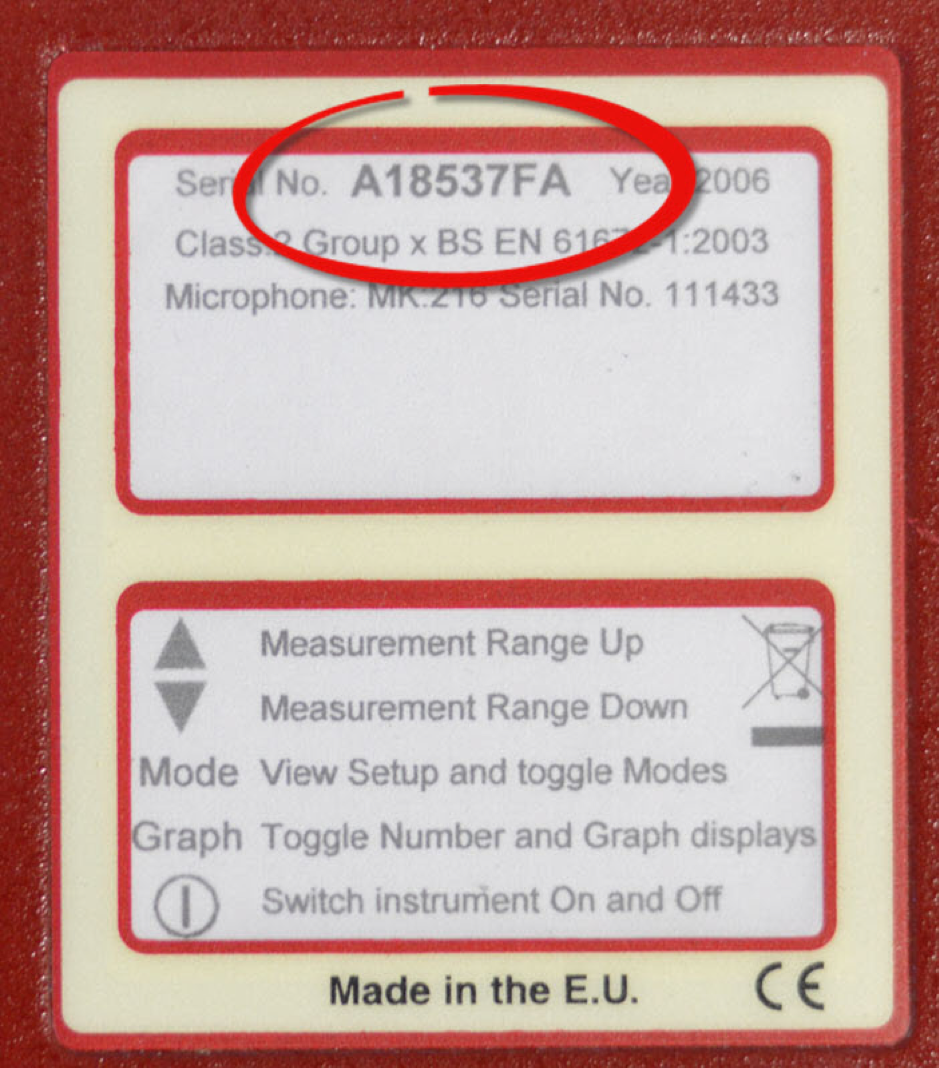 Serial No. A18537FA Year 2006
Class:2 Group x BS EN 61672-1:2003
Microphone: MK:216 Serial No. 111433
Measurement Range Up
Measurement Range Down
Mode View Setup and toggle Modes
Graph Toggle Number and Graph displays
Switch instrument On and Off
Made in the E.U. CE